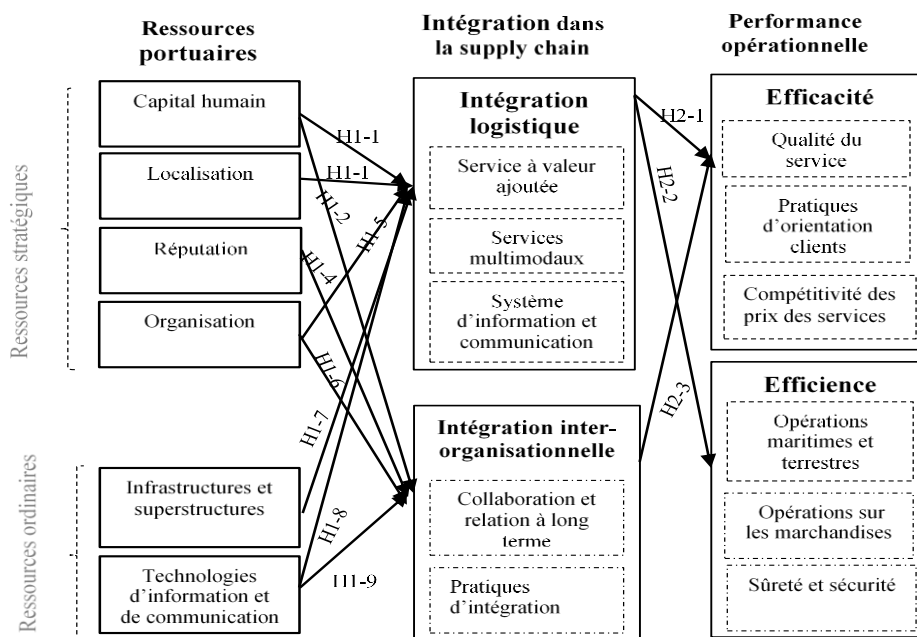 Ressources
portuaires
Intégration dans
la supply chain
Performance
opérationnelle
Ressources stratégiques
Capital humain
Localisation
Réputation
Organisation
Ressources ordinaires
Infrastructures et
superstructures
Technologies
d'information et
de communication
H1-1
H1-1
H1-2
H1-4
H1-5
H1-6
H1-7
H1-8
H1-9
Intégration
logistique
Service à valeur
ajoutée
Services
multimodaux
Système
d'information et
communication
Intégration inter-
organisationnelle
Collaboration et
relation à long
terme
Pratiques
d'intégration
H2-1
H2-2
H2-3
Efficacité
Qualité du
service
Pratiques
d'orientation
clients
Compétitivité des
prix des services
Efficience
Opérations
maritimes et
terrestres
Opérations sur
les marchandises
Sûreté et sécurité